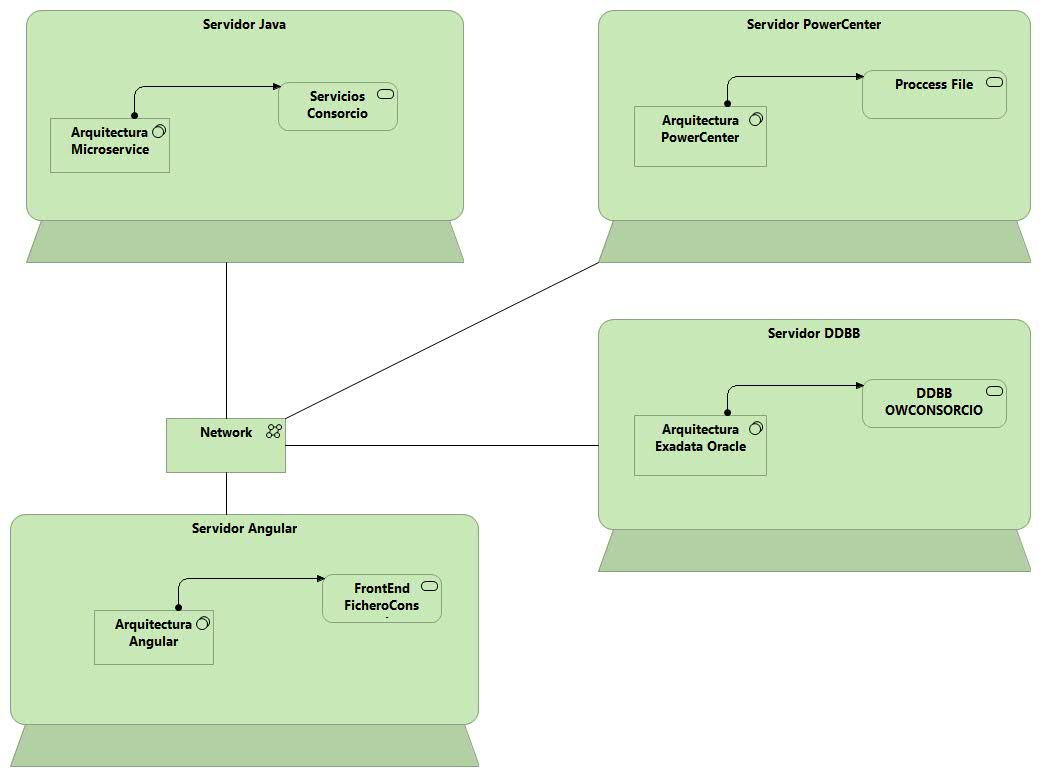 Servidor Java
Servicios
Consorcio
Arquitectura
Microservice
Servidor PowerCenter
Proccess File
Arquitectura
PowerCenter
Servidor DDBB
DDBB
OWCONSORCIO
Arquitectura
Exadata Oracle
Network
Servidor Angular
FrontEnd
FicheroCons
Arquitectura
Angular